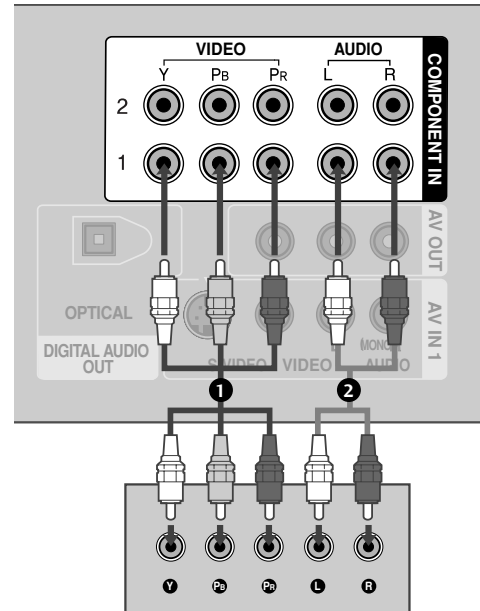 VIDEO AUDIO
Y PB PR L R
COMPONENT IN
2
1
AV OUT
OPTICAL
AV IN 1
(MONO)
DIGITAL AUDIO
OUT
S-VIDEO VIDEO AUDIO
1 2
Y PB PR L R